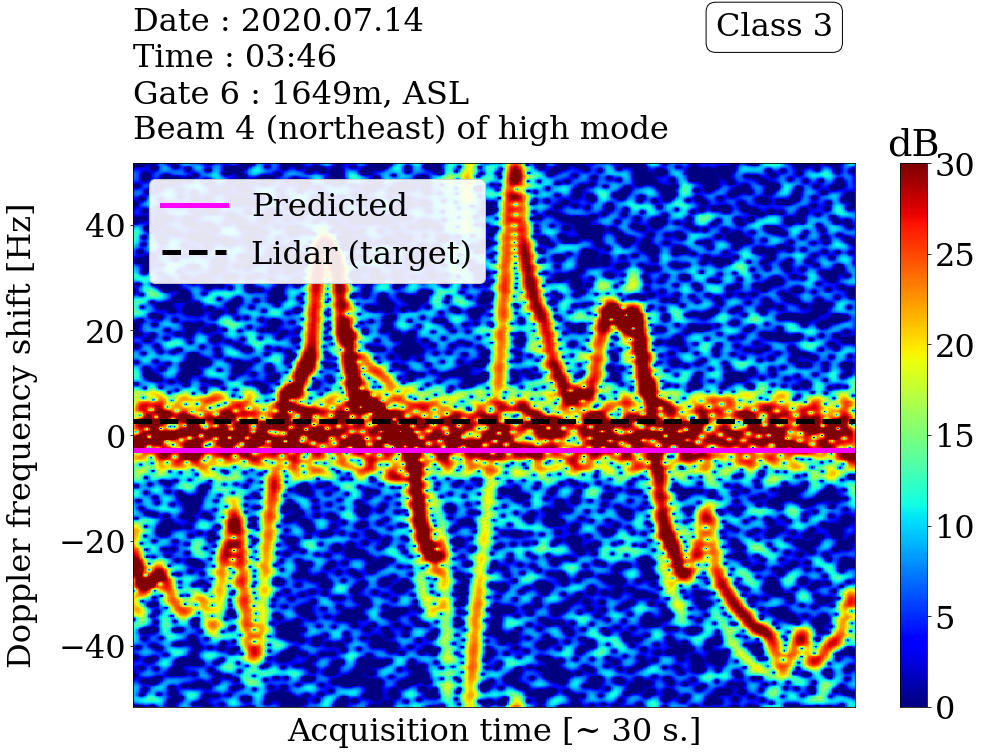 Date : 2020.07.14
Class 3
Time : 03:46
Gate 6 : 1649m, ASL
Beam 4 (northeast) of high mode
dB
Predicted
Lidar (target)
Doppler frequency shift [Hz]
40
20
0
−20
−40
30
25
20
15
10
5
0
Acquisition time [~ 30 s.]